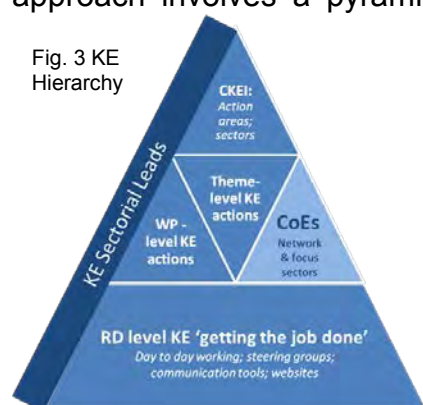 approach involves a pyrami
Fig. 3 KE
Hierarchy
CKEI:
Action
areas;
sectors
KE Sectorial Leads
Theme-
level KE
actions
WP -
level KE
actions
CoEs
Network
& focus
sectors
RD level KE ‘getting the job done’
Day to day working; steering groups;
communication tools; websites